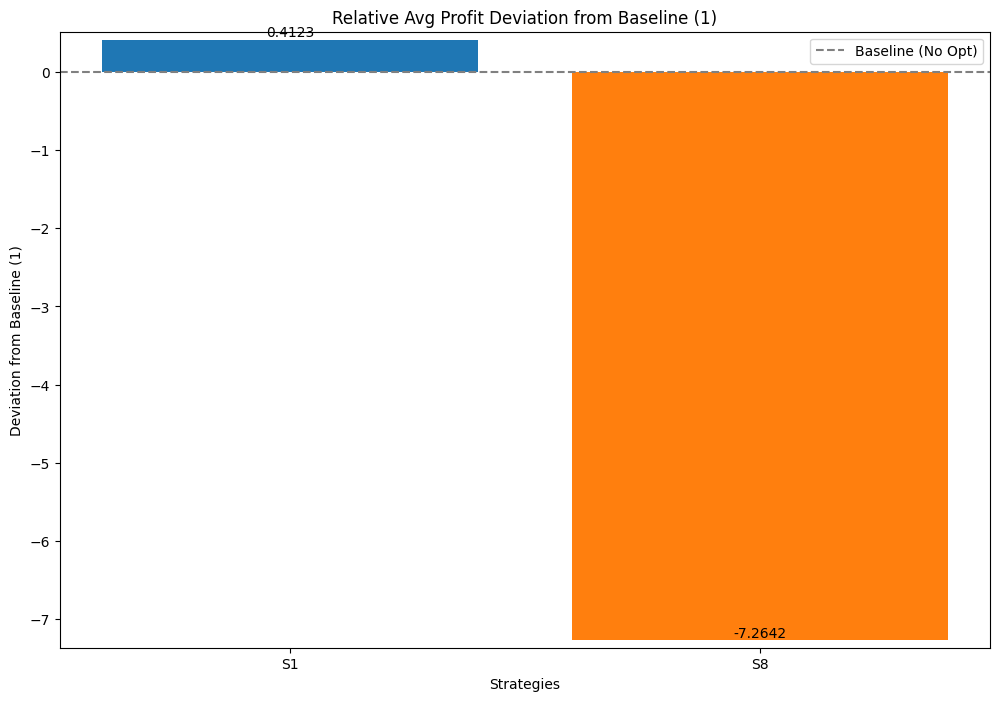 Relative Avg Profit Deviation from Baseline (1)
0.4123
Baseline (No Opt)
0
−1
−2
−3
−4
−5
−6
−7
Deviation from Baseline (1)
-7.2642
S1
S8
Strategies